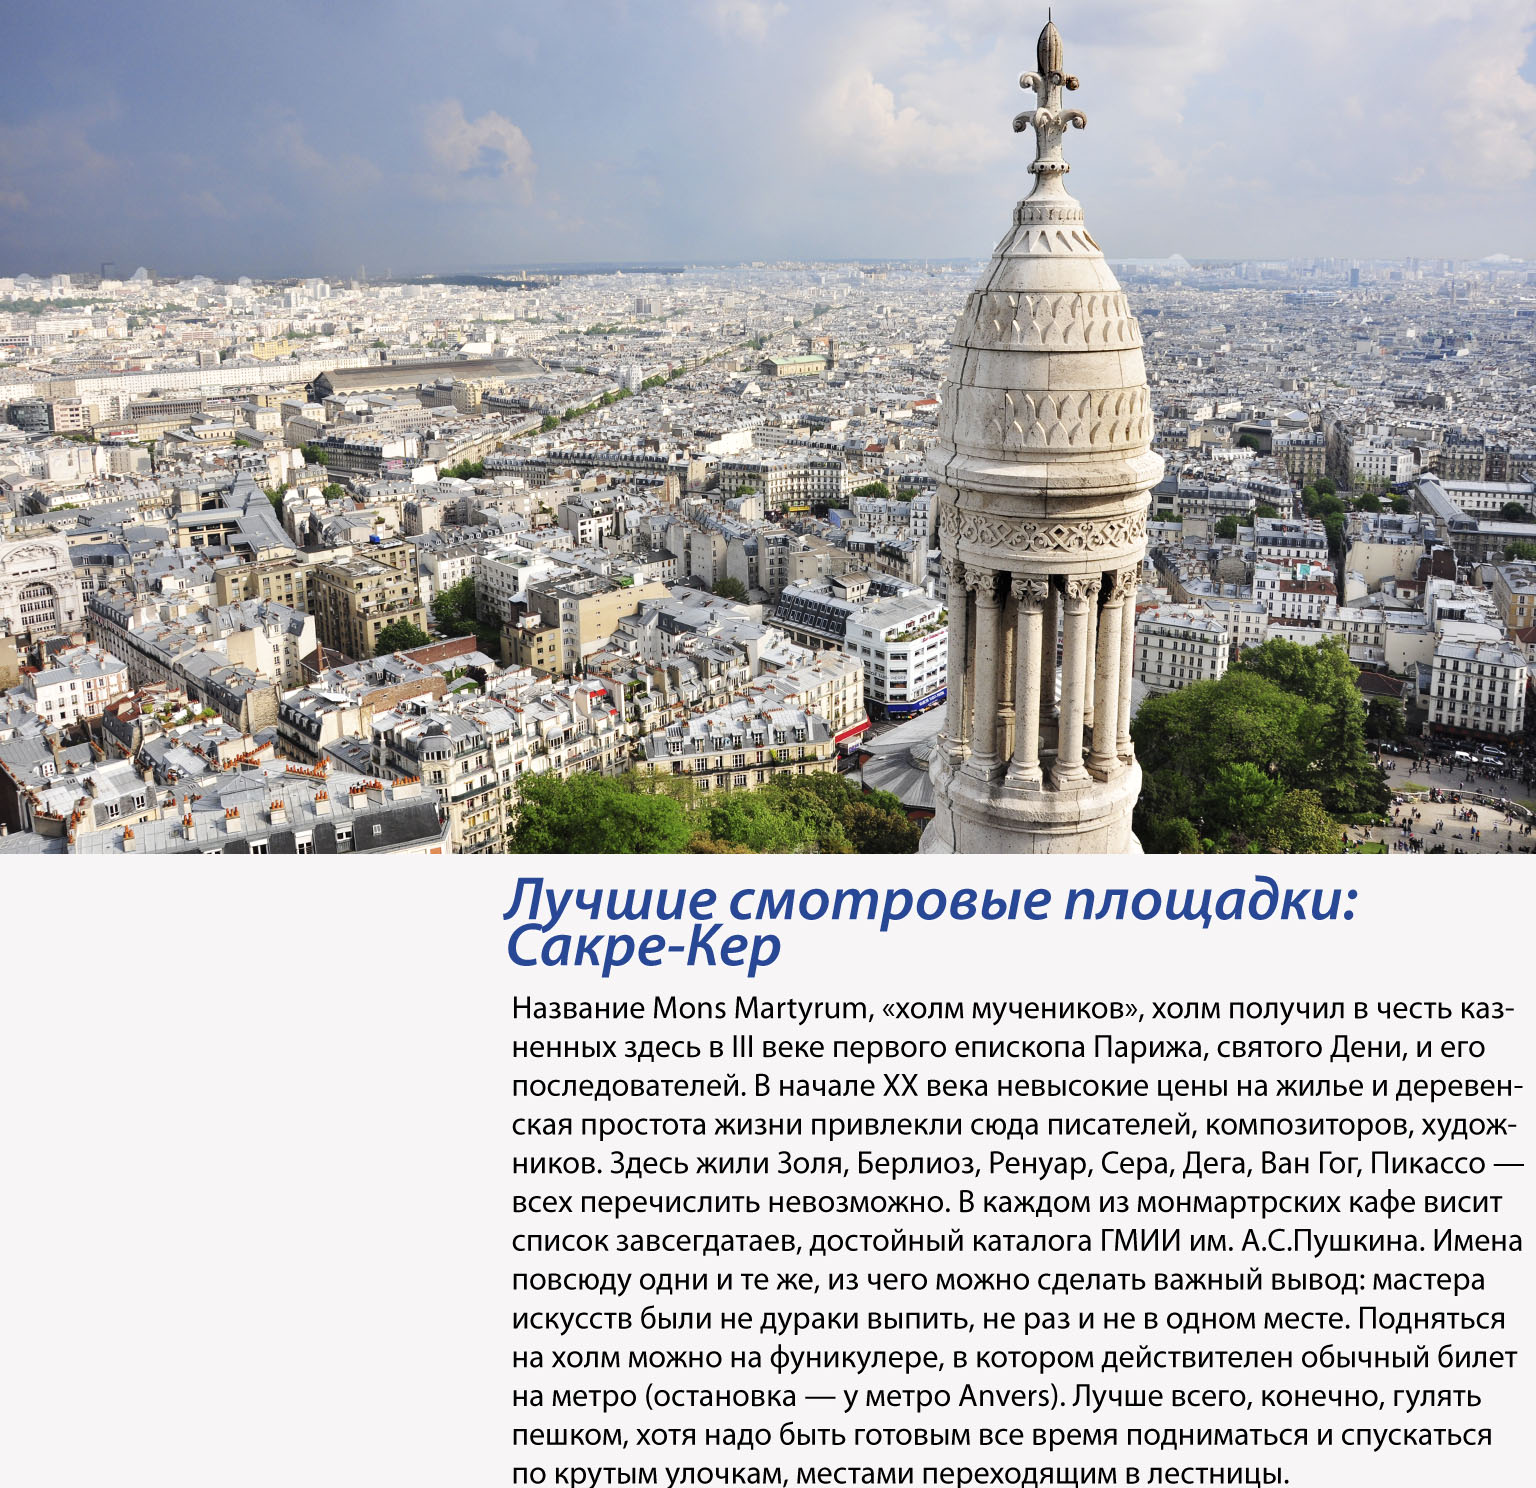 Лучшие смотровые площадки:
Сакре-Кер
Название Mons Martyrum, «холм мучеников», холм получил в честь каз-
ненных здесь в III веке первого епископа Парижа, святого Дени, и его
последователей. В начале XX века невысокие цены на жилье и деревен-
ская простота жизни привлекли сюда писателей, композиторов, худож-
ников. Здесь жили Золя, Берлиоз, Ренуар, Сера, Дега, Ван Гог, Пикассо —
всех перечислить невозможно. В каждом из монмартрских кафе висит
список завсегдатаев, достойный каталога ГМИИ им. А.С.Пушкина. Имена
повсюду одни и те же, из чего можно сделать важный вывод: мастера
искусств были не дураки выпить, не раз и не в одном месте. Подняться
на холм можно на фуникулере, в котором действителен обычный билет
на метро (остановка — у метро Anvers). Лучше всего, конечно, гулять
пешком, хотя надо быть готовым все время подниматься и спускаться
по крутым улочкам, местами переходящим в лестницы.